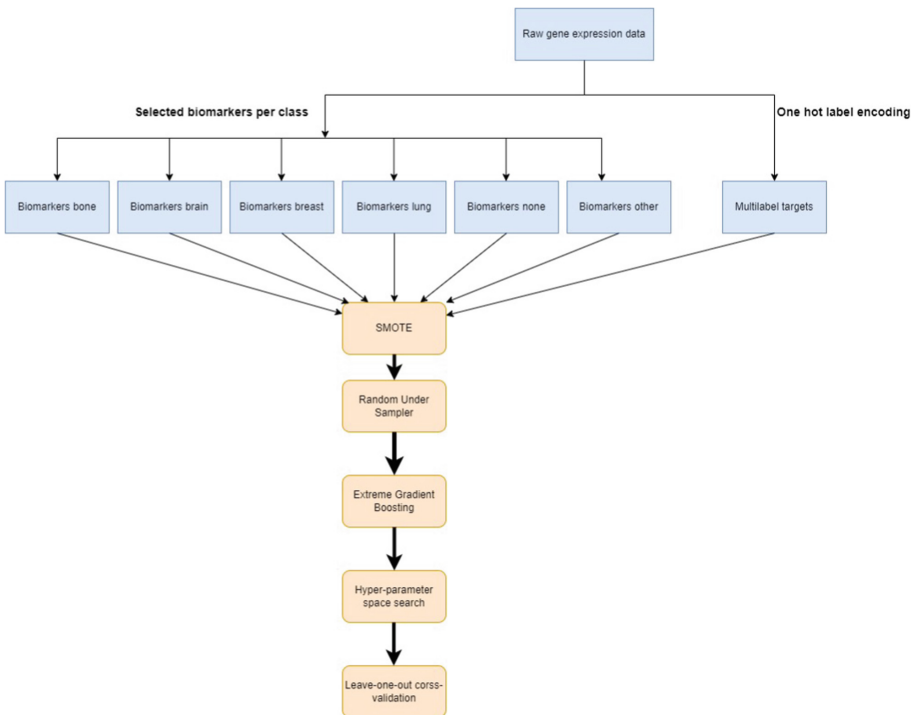 Raw gene expression data
Selected biomarkers per class
One hot label encoding
Biomarkers bone
Biomarkers brain
Biomarkers breast
Biomarkers lung
Biomarkers none
Biomarkers other
Multilabel targets
SMOTE
Random Under
Sampler
Extreme Gradient
Boosting
Hyper-parameter
space search
Leave-one-out corss-
validation